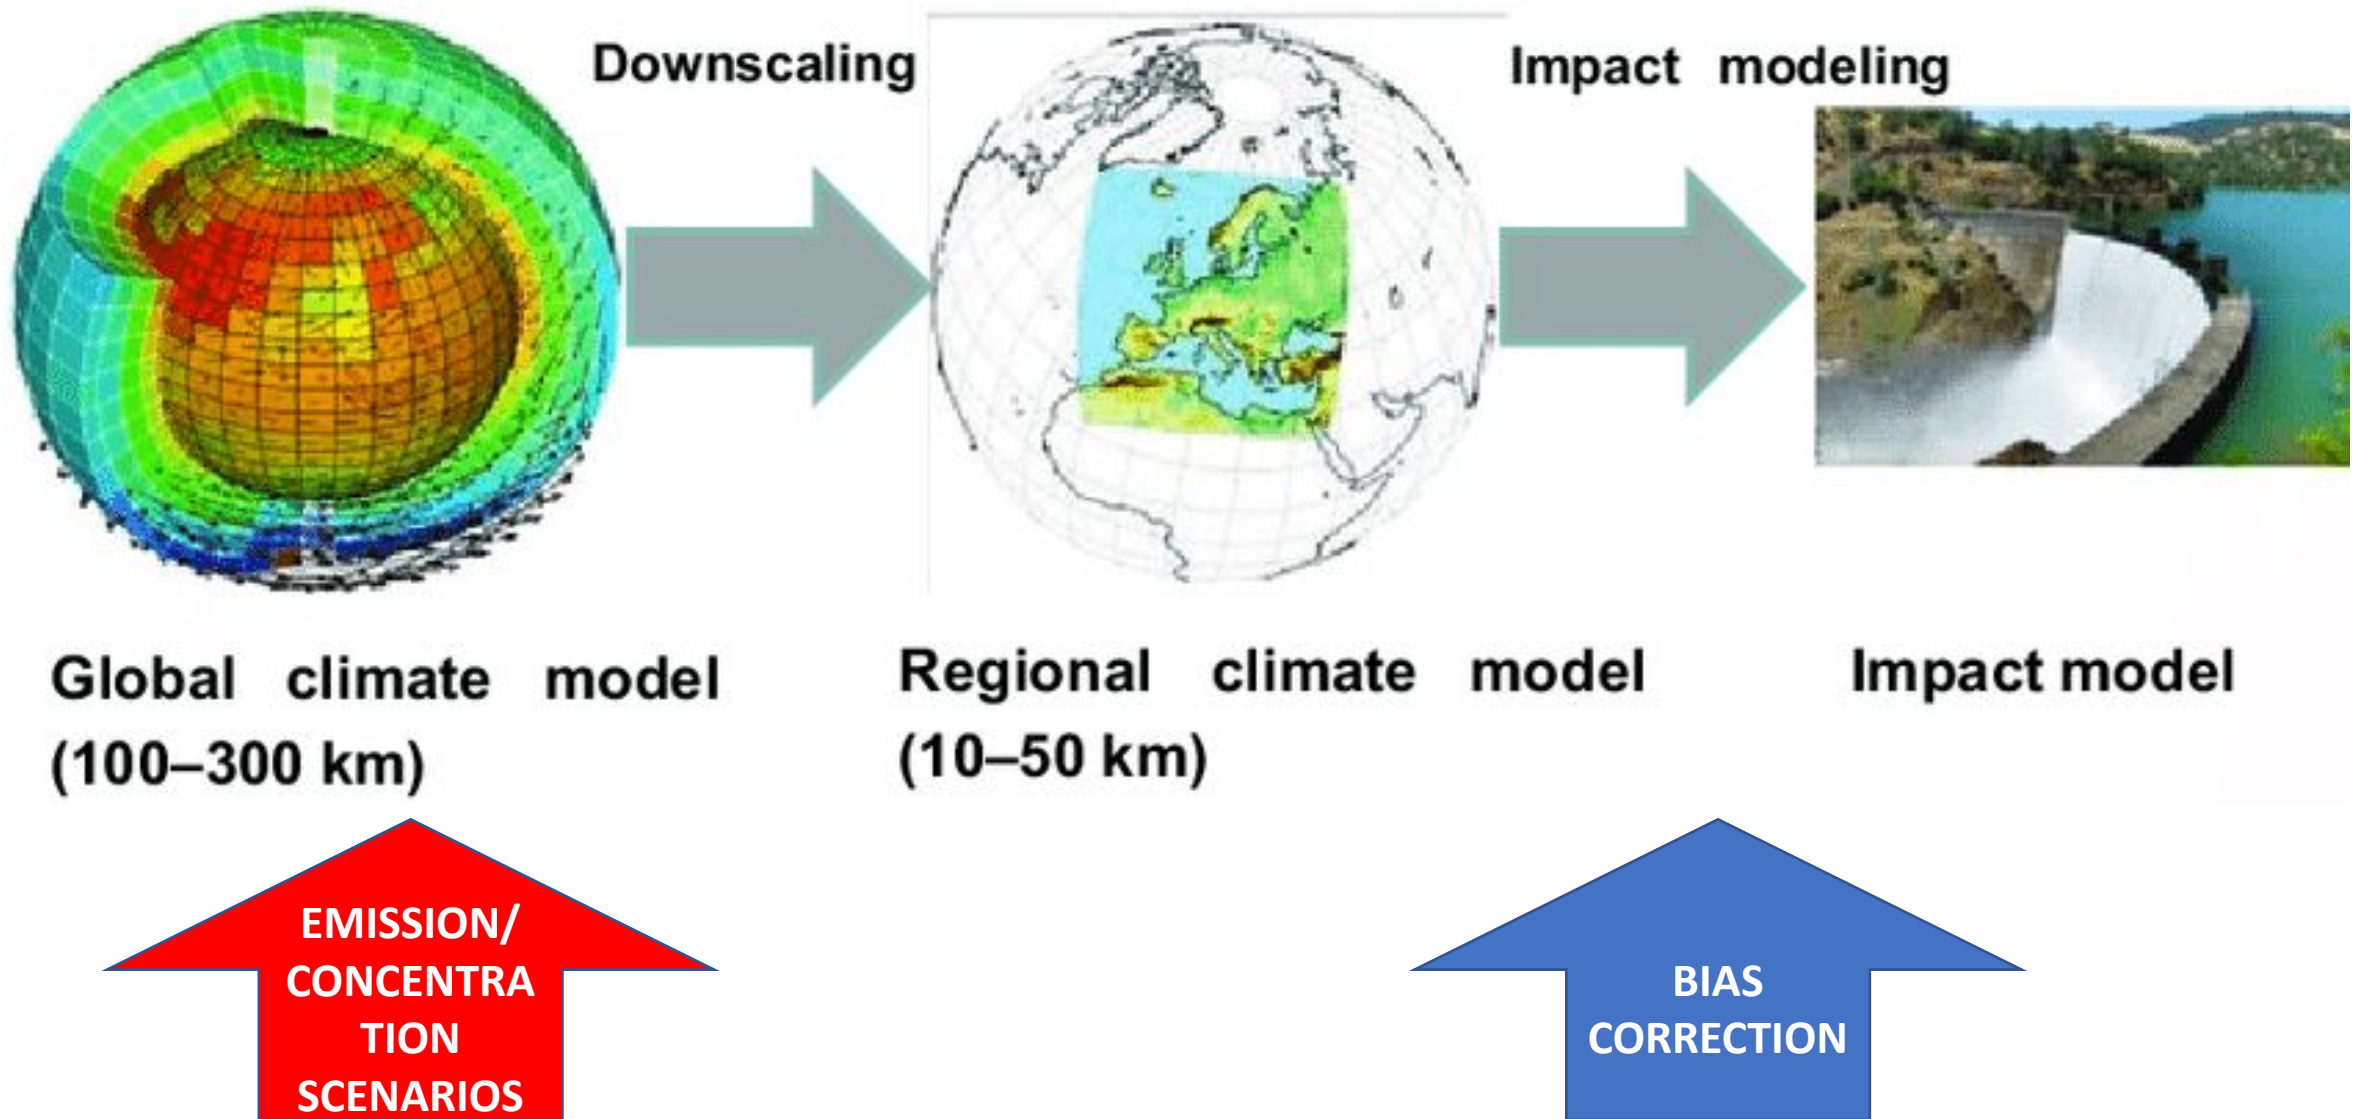 Downscaling
Impact modeling
Global climate model
(100–300 km)
Regional climate model
(10–50 km)
Impact model
EMISSION/
CONCENTRA
TION
SCENARIOS
BIAS
CORRECTION